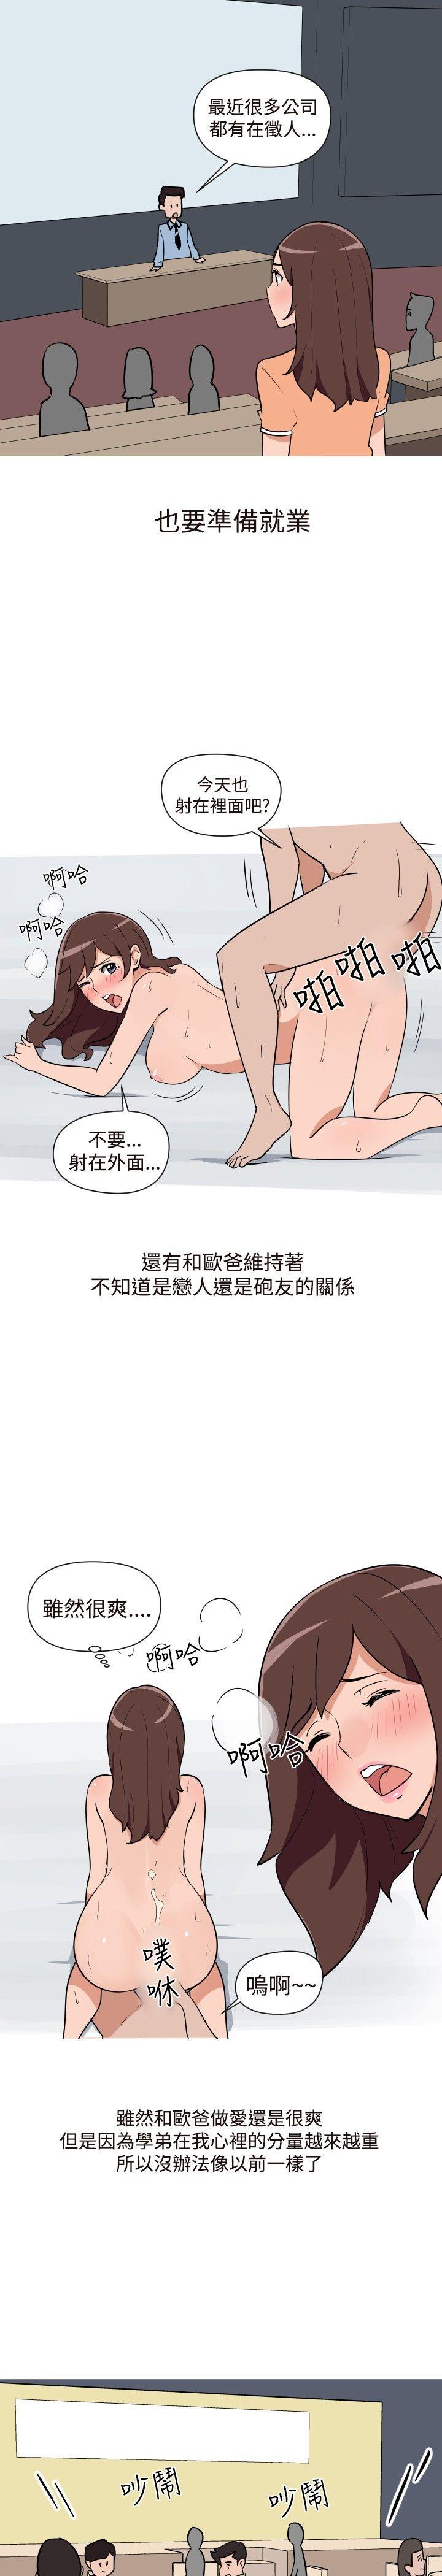 最近很多公司
都有在徵人...
也要準備就業
今天也
射在裡面吧?
啊哈
啊哈
啪啪啪
不要...
射在外面...
還有和歐爸維持著
不知道是戀人還是砲友的關係
雖然很爽....
啊哈
啊哈
噗
咻
嗚啊~~
雖然和歐爸做愛還是很爽
但是因為學弟在我心裡的分量越來越重
所以沒辦法像以前一樣了
吵鬧
吵鬧